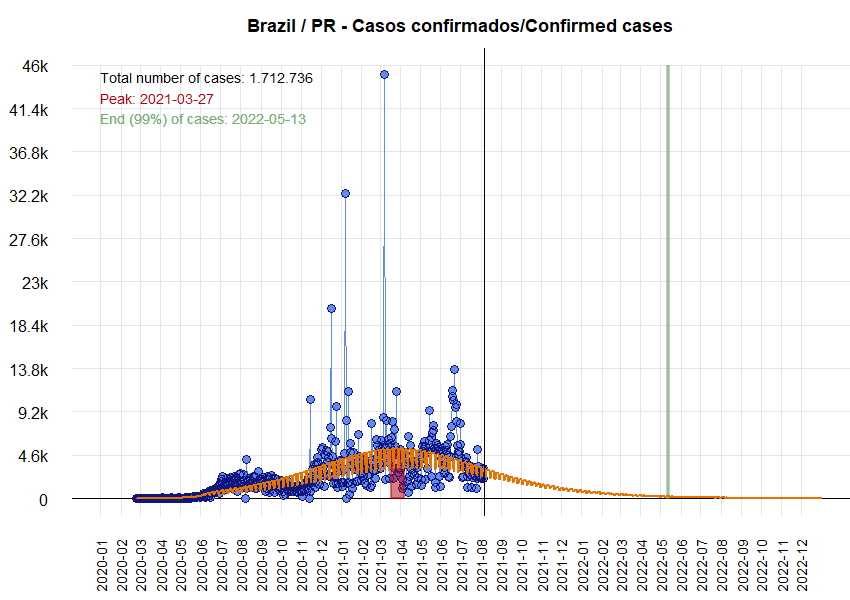 Brazil / PR - Casos confirmados/Confirmed cases
Total number of cases: 1.712.736
Peak: 2021-03-27
End (99%) of cases: 2022-05-13
46k
41.4k
36.8k
32.2k
27.6k
23k
18.4k
13.8k
9.2k
4.6k
0
2020-01
2020-02
2020-03
2020-04
2020-05
2020-06
2020-07
2020-08
2020-09
2020-10
2020-11
2020-12
2021-01
2021-02
2021-03
2021-04
2021-05
2021-06
2021-07
2021-08
2021-09
2021-10
2021-11
2021-12
2022-01
2022-02
2022-03
2022-04
2022-05
2022-06
2022-07
2022-08
2022-09
2022-10
2022-11
2022-12